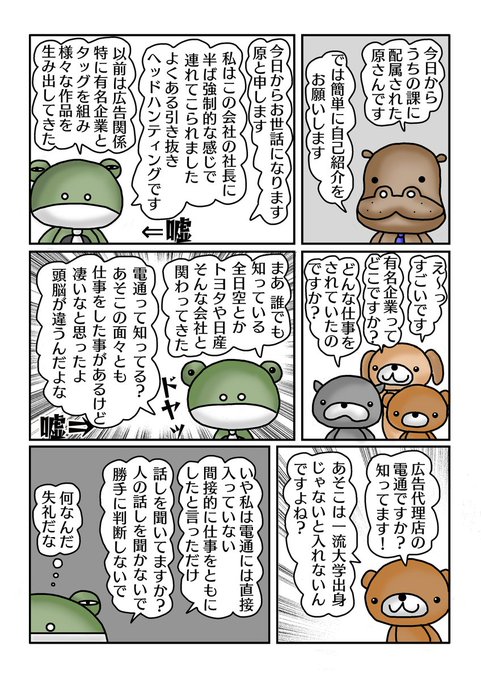 今日から
うちの課に
配属された
原さんです
では簡単に自己紹介を
お願いします
今日からお世話になります
原と申します
私はこの会社の社長に
半ば強制的な感じで
連れてこられました
よくある引き抜き
ヘッドハンティングです
⇐嘘
以前は広告関係
特に有名企業と
タッグを組み
様々な作品を
生み出してきた
え〜っ
すごいです
有名企業って
どこですか?
どんな仕事を
されていたの
ですか?
まあ誰でも
知っている
全日空とか
トヨタや日産
そんな会社と
関わってきた
ドヤッ
電通って知ってる?
あそこの面々とも
仕事をした事があるけど
凄いなと思ったよ
頭脳が違うんだよな
嘘⇒
広告代理店の
電通ですか?
知ってます!
あそこは一流大学出身
じゃないと入れないん
ですよね?
いや私は電通には直接
入っていない
間接的に仕事をともに
したと言っただけ
話しを聞いてますか?
人の話しを聞かないで
勝手に判断しないで
何なんだ
失礼だな